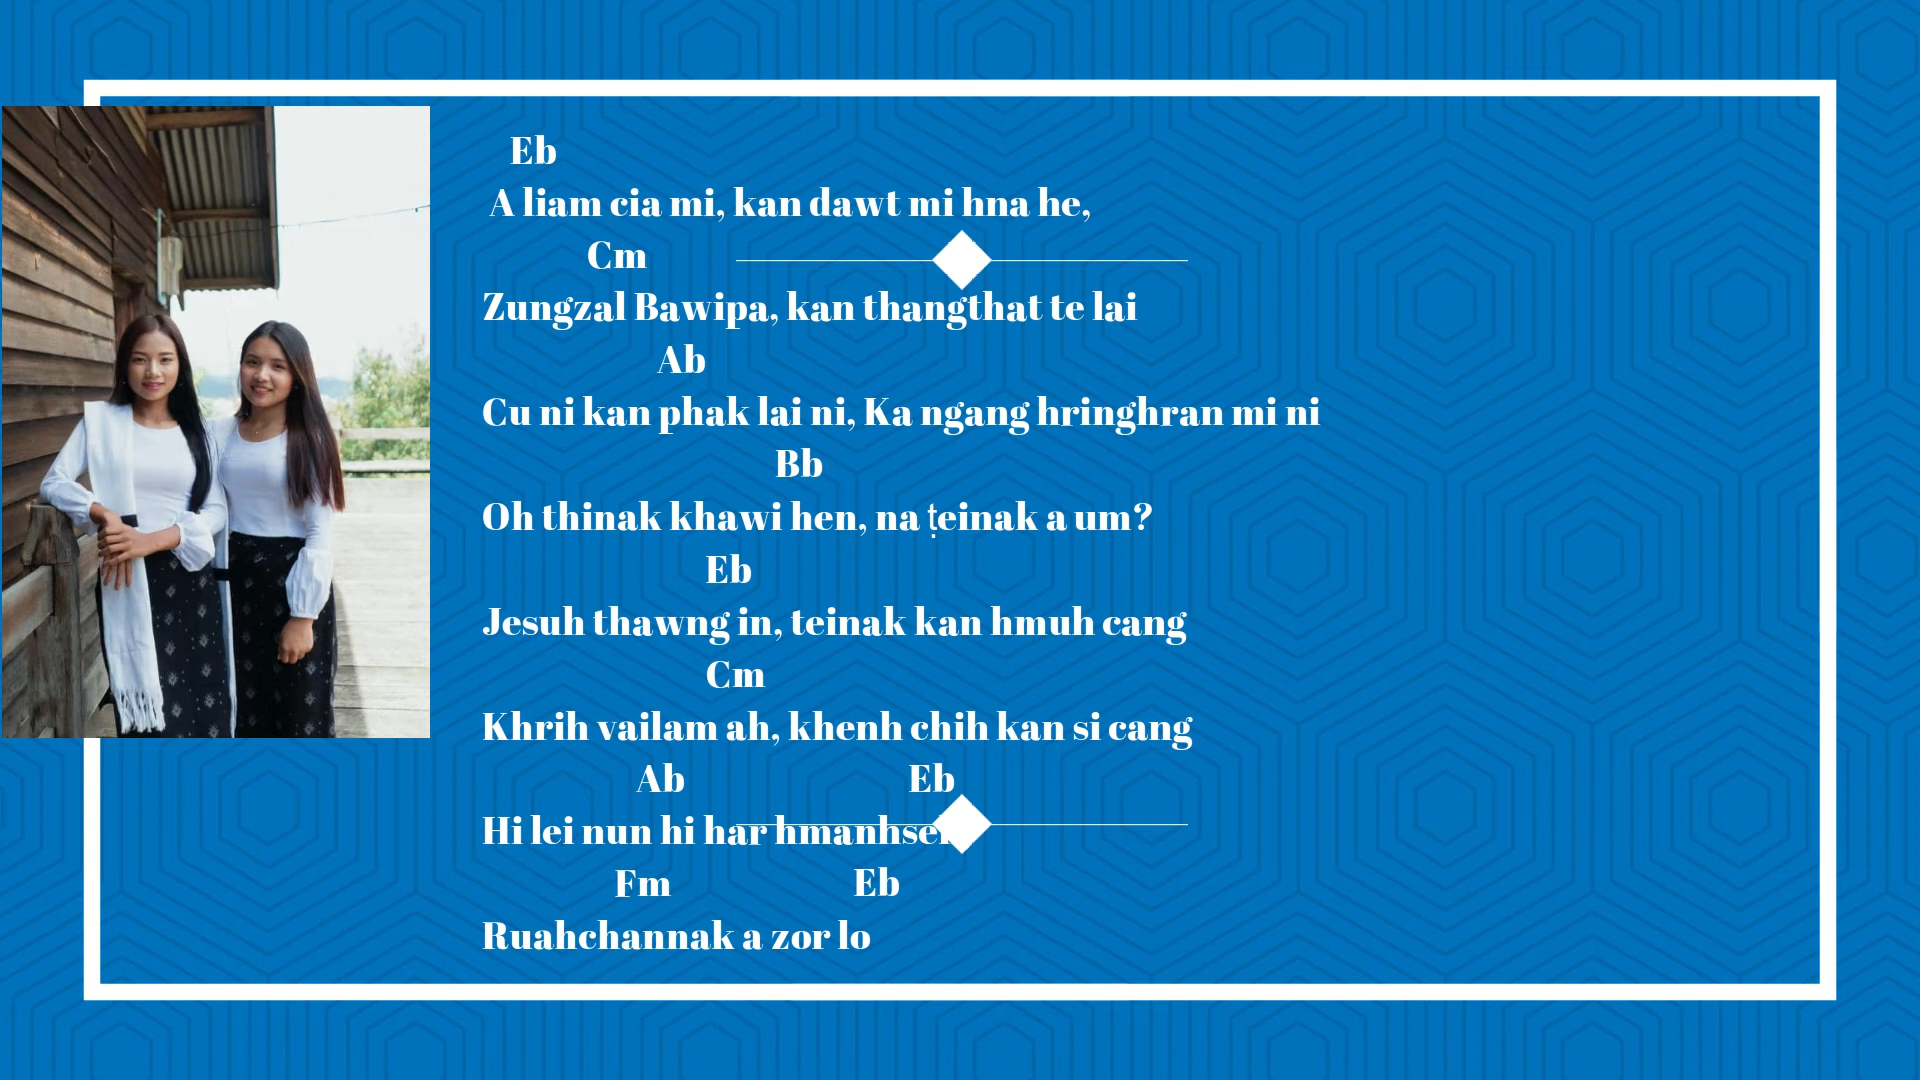 Eb
A liam cia mi, kan dawt mi hna he,
Cm
Zungzal Bawipa, kan thangthat te lai
Ab
Cu ni kan phak lai ni, Ka ngang hringhran mi ni
Bb
Oh thinak khawi hen, na ṭeinak a um?
Eb
Jesuh thawng in, teinak kan hmuh cang
Cm
Khrih vailam ah, khenh chih kan si cang
Ab Eb
Hi lei nun hi har
Fm Eb
Ruahchannak a zor lo